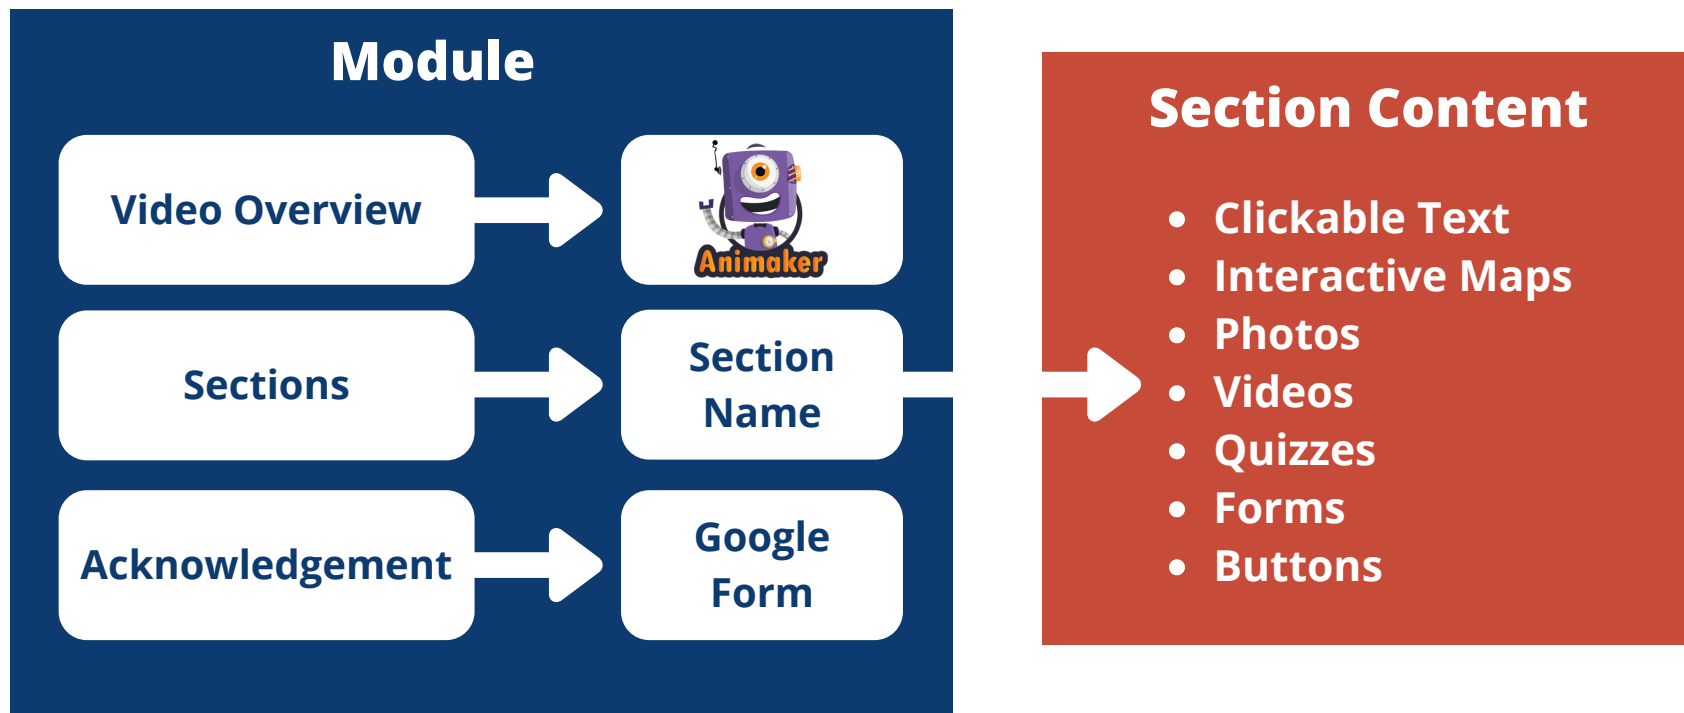 Module
Video Overview
Animaker
Sections
Section
Name
Acknowledgement
Google
Form
Section Content
• Clickable Text
• Interactive Maps
• Photos
• Videos
• Quizzes
• Forms
• Buttons